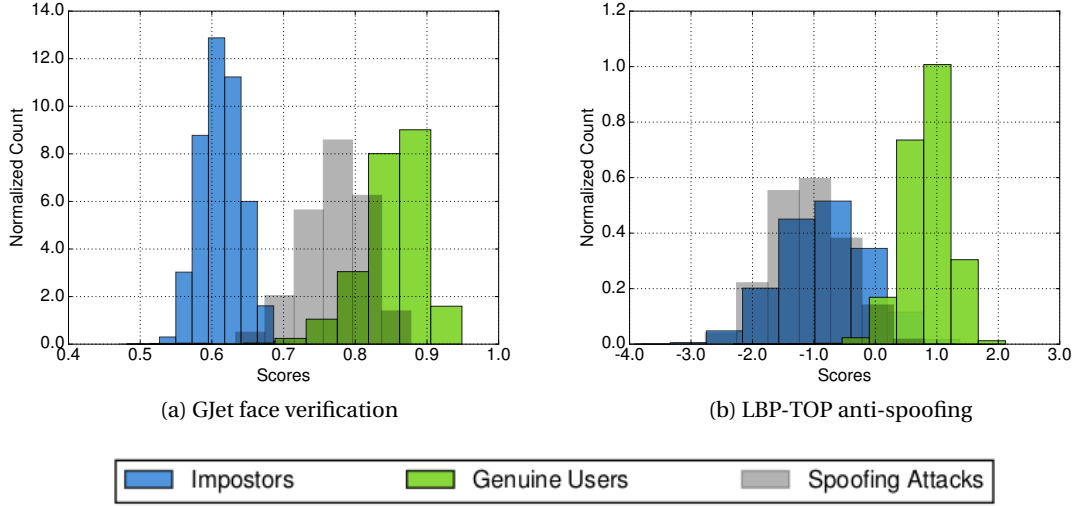 14.0
12.0
10.0
8.0
6.0
4.0
2.0
0.0
0.4 0.5 0.6 0.7 0.8 0.9 1.0
Normalized Count
Scores
(a) GJet face verification
1.2
1.0
0.8
0.6
0.4
0.2
0.0
-4.0 -3.0 -2.0 -1.0 0.0 1.0 2.0 3.0
Normalized Count
Scores
(b) LBP-TOP anti-spoofing
Impostors Genuine Users Spoofing Attacks